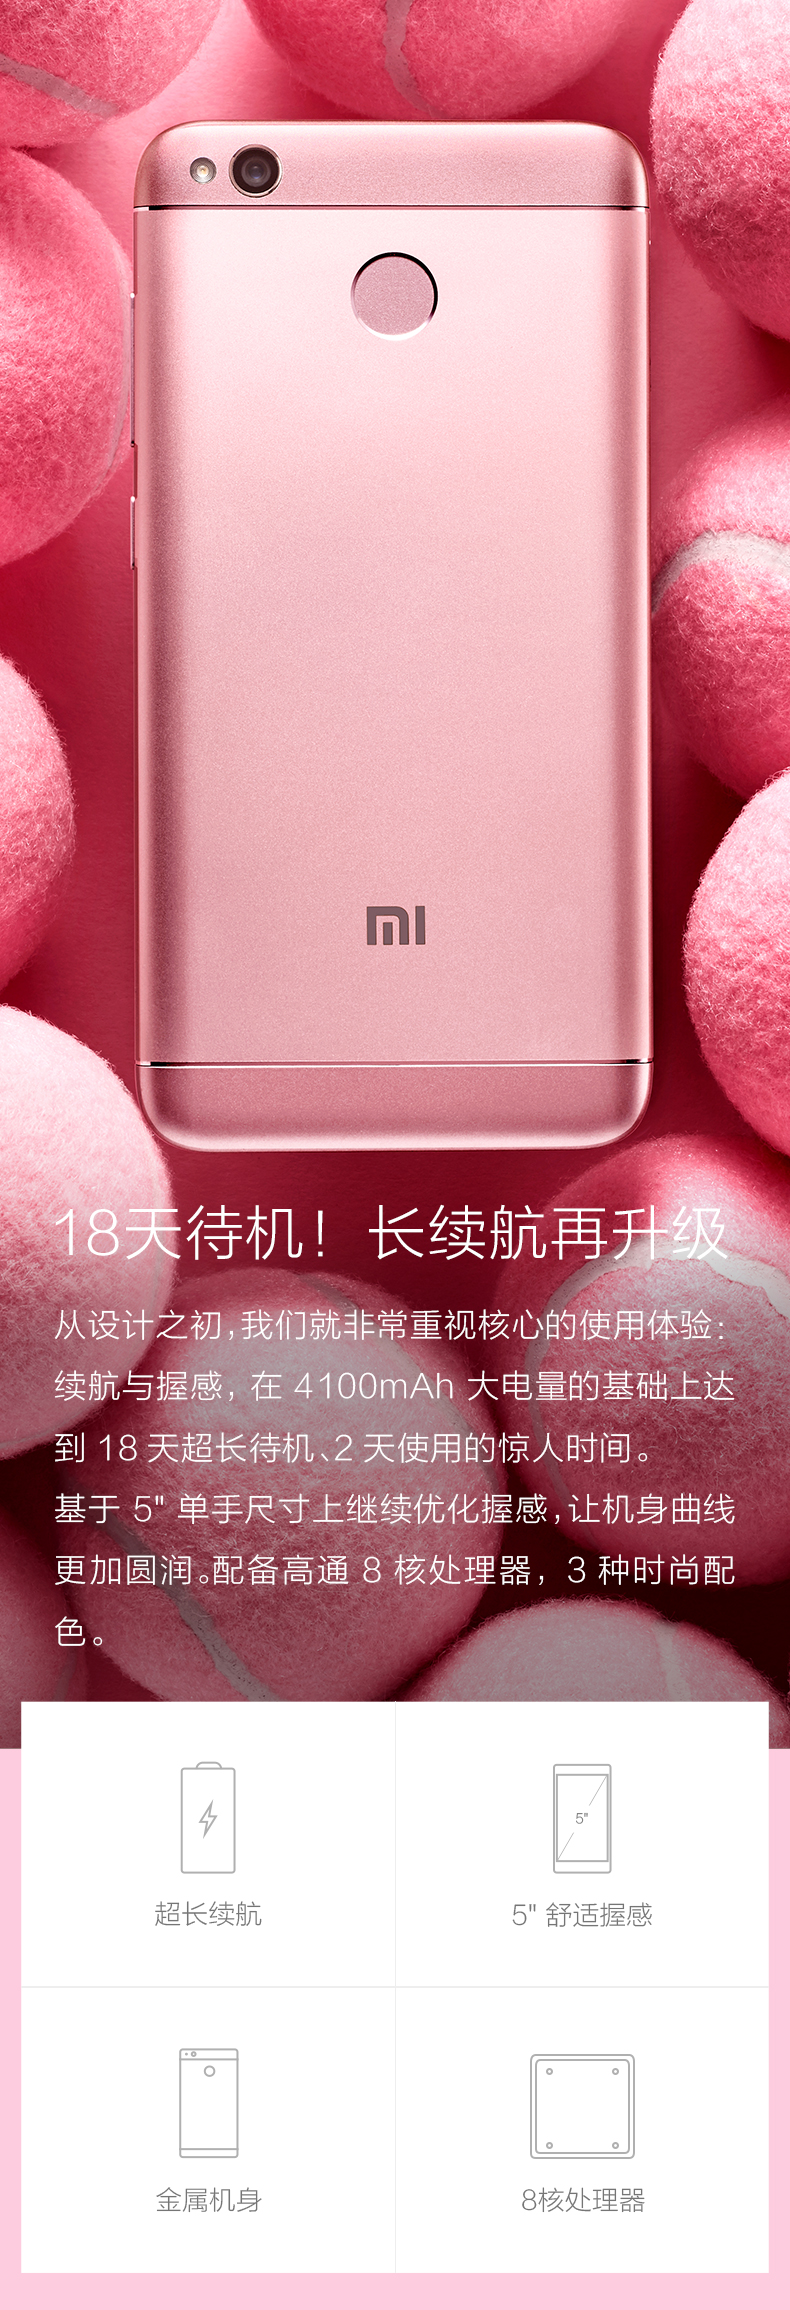 mi
18天待机！长续航再升级
从设计之初,我们就非常重视核心的使用体验:
续航与握感, 在 4100mAh 大电量的基础上达
到 18 天超长待机、2 天使用的惊人时间。
基于 5" 单手尺寸上继续优化握感,让机身曲线
更加圆润。配备高通 8 核处理器, 3 种时尚配
色。
5"
超长续航
5" 舒适握感
金属机身
8核处理器